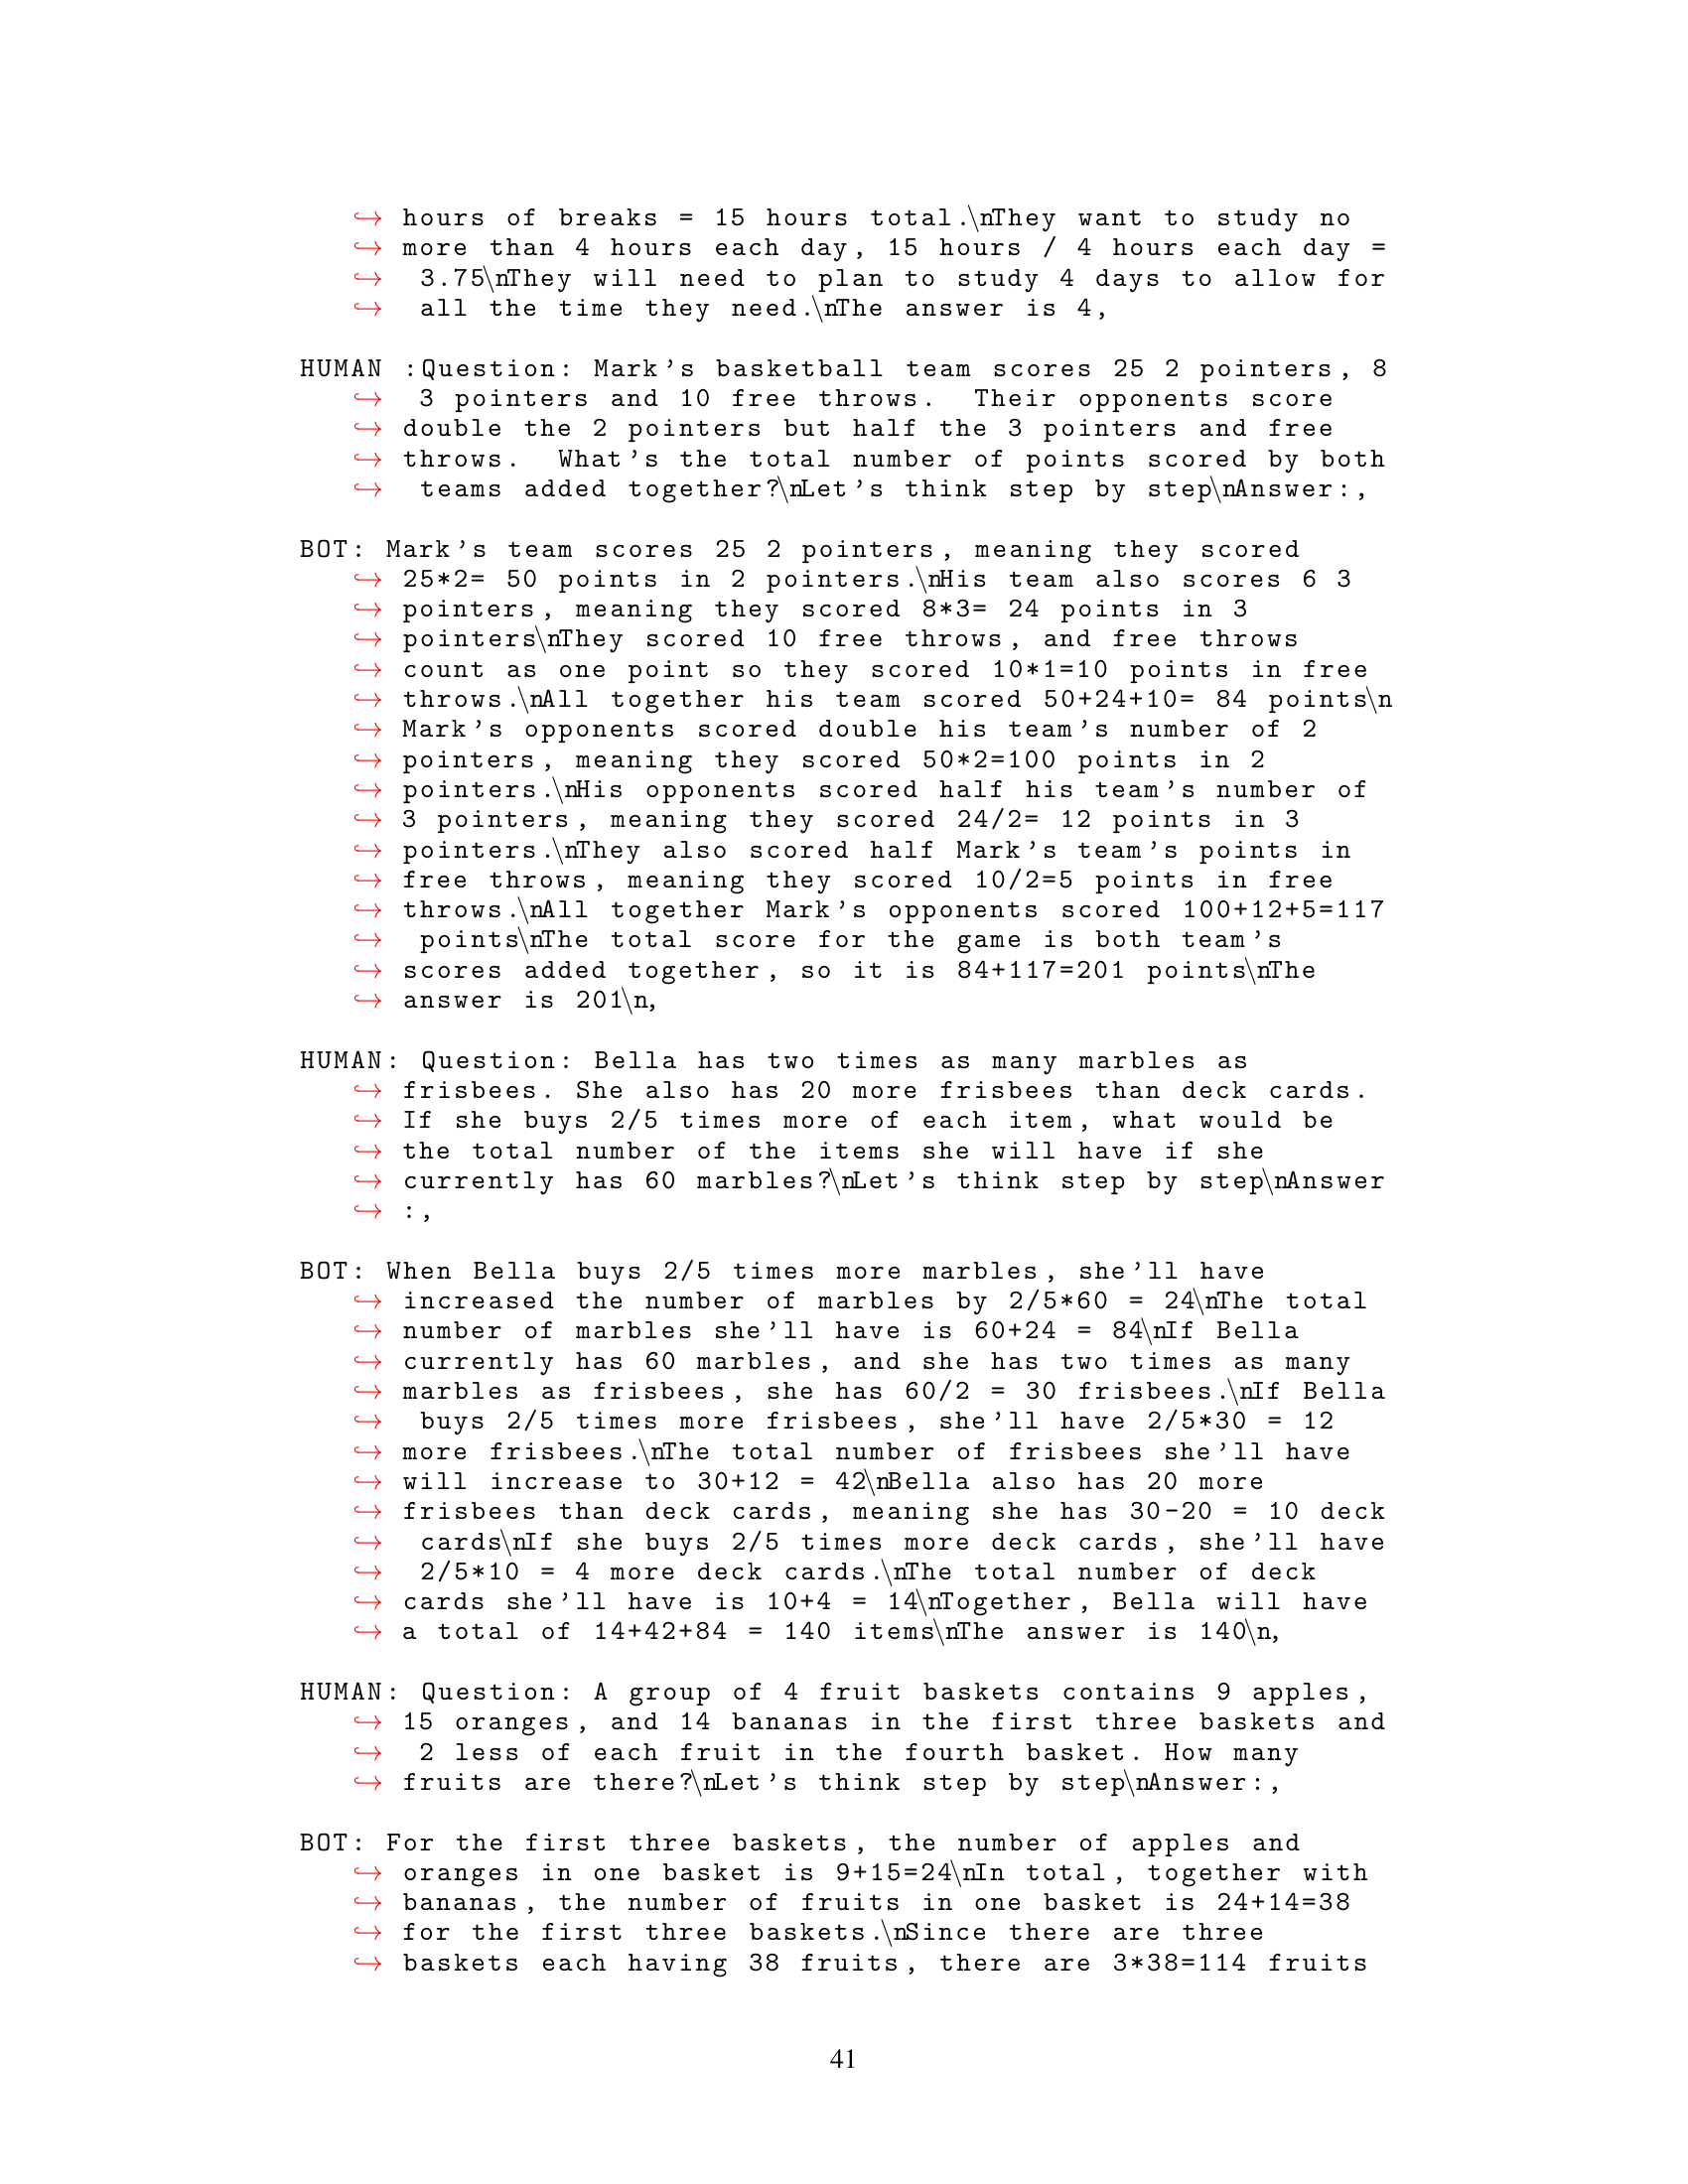 ↪ hours of breaks = 15 hours total.\nThey want to study no
↪ more than 4 hours each day, 15 hours / 4 hours each day =
↪ 3.75\nThey will need to plan to study 4 days to allow for
↪ all the time they need.\nThe answer is 4,
HUMAN :Question: Mark's basketball team scores 25 2 pointers, 8
↪ 3 pointers and 10 free throws.  Their opponents score
↪ double the 2 pointers but half the 3 pointers and free
↪ throws.  What's the total number of points scored by both
↪ teams added together?\nLet's think step by step\nAnswer:,
BOT: Mark's team scores 25 2 pointers, meaning they scored
↪ 25*2= 50 points in 2 pointers.\nHis team also scores 6 3
↪ pointers, meaning they scored 8*3= 24 points in 3
↪ pointers\nThey scored 10 free throws, and free throws
↪ count as one point so they scored 10*1=10 points in free
↪ throws.\nAll together his team scored 50+24+10= 84 points\n
↪ Mark's opponents scored double his team's number of 2
↪ pointers, meaning they scored 50*2=100 points in 2
↪ pointers.\nHis opponents scored half his team's number of
↪ 3 pointers, meaning they scored 24/2= 12 points in 3
↪ pointers.\nThey also scored half Mark's team's points in
↪ free throws, meaning they scored 10/2=5 points in free
↪ throws.\nAll together Mark's opponents scored 100+12+5=117
↪ points\nThe total score for the game is both team's
↪ scores added together, so it is 84+117=201 points\nThe
↪ answer is 201\n,
HUMAN: Question: Bella has two times as many marbles as
↪ frisbees. She also has 20 more frisbees than deck cards.
↪ If she buys 2/5 times more of each item, what would be
↪ the total number of the items she will have if she
↪ currently has 60 marbles?\nLet's think step by step\nAnswer
↪ :,
BOT: When Bella buys 2/5 times more marbles, she'll have
↪ increased the number of marbles by 2/5*60 = 24\nThe total
↪ number of marbles she'll have is 60+24 = 84\nIf Bella
↪ currently has 60 marbles, and she has two times as many
↪ marbles as frisbees, she has 60/2 = 30 frisbees.\nIf Bella
↪ buys 2/5 times more frisbees, she'll have 2/5*30 = 12
↪ more frisbees.\nThe total number of frisbees she'll have
↪ will increase to 30+12 = 42\nBella also has 20 more
↪ frisbees than deck cards, meaning she has 30-20 = 10 deck
↪ cards\nIf she buys 2/5 times more deck cards, she'll have
↪ 2/5*10 = 4 more deck cards.\nThe total number of deck
↪ cards she'll have is 10+4 = 14\nTogether, Bella will have
↪ a total of 14+42+84 = 140 items\nThe answer is 140\n,
HUMAN: Question: A group of 4 fruit baskets contains 9 apples,
↪ 15 oranges, and 14 bananas in the first three baskets and
↪ 2 less of each fruit in the fourth basket. How many
↪ fruits are there?\nLet's think step by step\nAnswer:,
BOT: For the first three baskets, the number of apples and
↪ oranges in one basket is 9+15=24\nIn total, together with
↪ bananas, the number of fruits in one basket is 24+14=38
↪ for the first three baskets.\nSince there are three
↪ baskets each having 38 fruits, there are 3*38=114 fruits
41